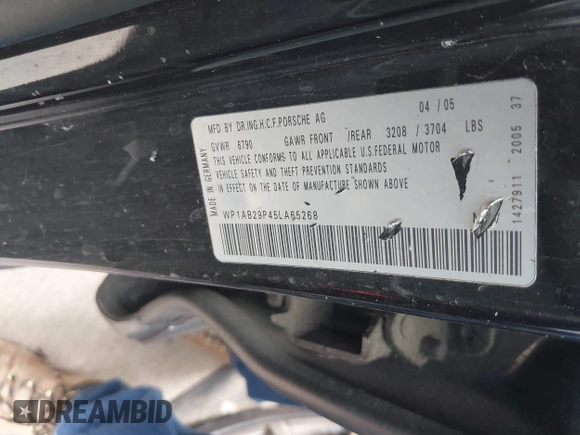 MFD BY DR.ING.H.C.F.PORSCHE AG 04 / 05
GVWR 6790 GAWR FRONT /REAR 3208 / 3704 LBS
THIS VEHICLE CONFORMS TO ALL APPLICABLE U.S.FEDERAL MOTOR
VEHICLE SAFETY AND THEFT PREVENTION STANDARDS
IN EFFECT ON THE DATE OF MANUFACTURE SHOWN ABOVE
WP1AB29P45LA65268
MADE IN GERMANY
1427911 2005 37
DREAMBID